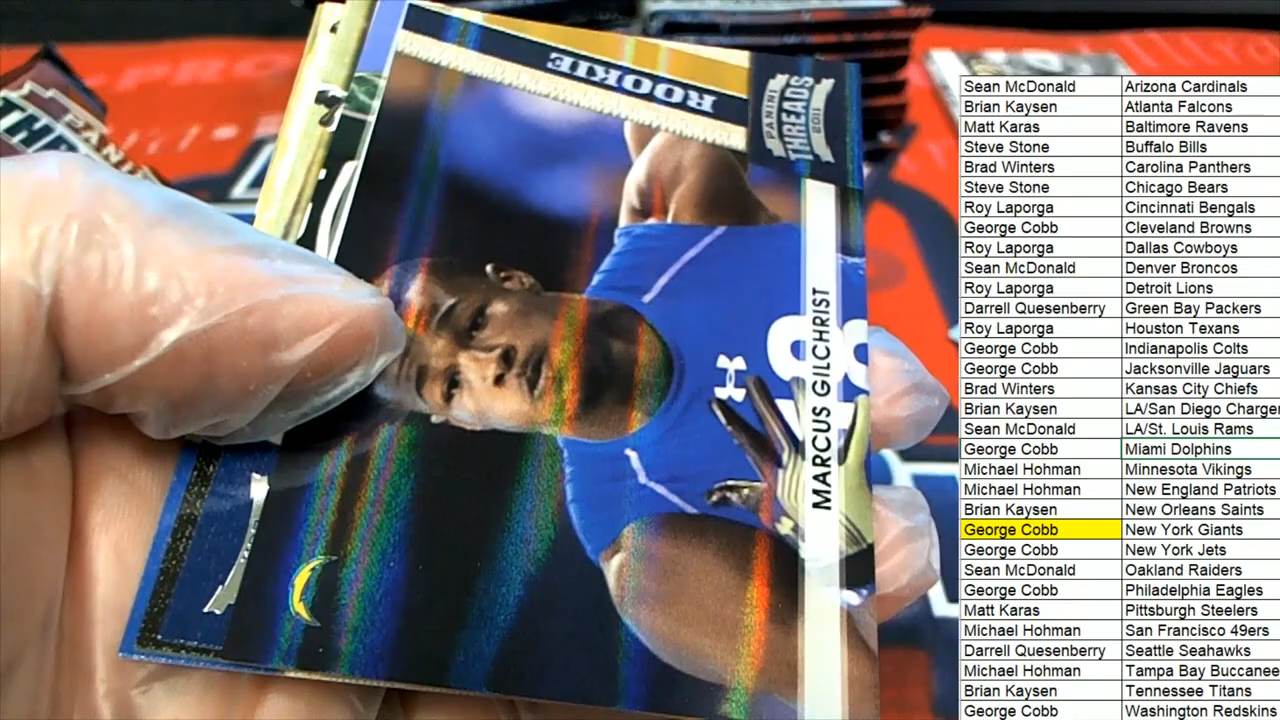 ROOKIE
PANINI
THREADS
2011
MARCUS GILCHRIST
Sean McDonald Arizona Cardinals
Brian Kaysen Atlanta Falcons
Matt Karas Baltimore Ravens
Steve Stone Buffalo Bills
Brad Winters Carolina Panthers
Steve Stone Chicago Bears
Roy Laporga Cincinnati Bengals
George Cobb Cleveland Browns
Roy Laporga Dallas Cowboys
Sean McDonald Denver Broncos
Roy Laporga Detroit Lions
Darrell Quesenberry Green Bay Packers
Roy Laporga Houston Texans
George Cobb Indianapolis Colts
George Cobb Jacksonville Jaguars
Brad Winters Kansas City Chiefs
Brian Kaysen LA/San Diego Charge
Sean McDonald LA/St. Louis Rams
George Cobb Miami Dolphins
Michael Hohman Minnesota Vikings
Michael Hohman New England Patriots
Brian Kaysen New Orleans Saints
George Cobb New York Giants
George Cobb New York Jets
Sean McDonald Oakland Raiders
George Cobb Philadelphia Eagles
Matt Karas Pittsburgh Steelers
Michael Hohman San Francisco 49ers
Darrell Quesenberry Seattle Seahawks
Michael Hohman Tampa Bay Buccanee
Brian Kaysen Tennessee Titans
George Cobb Washington Redskins